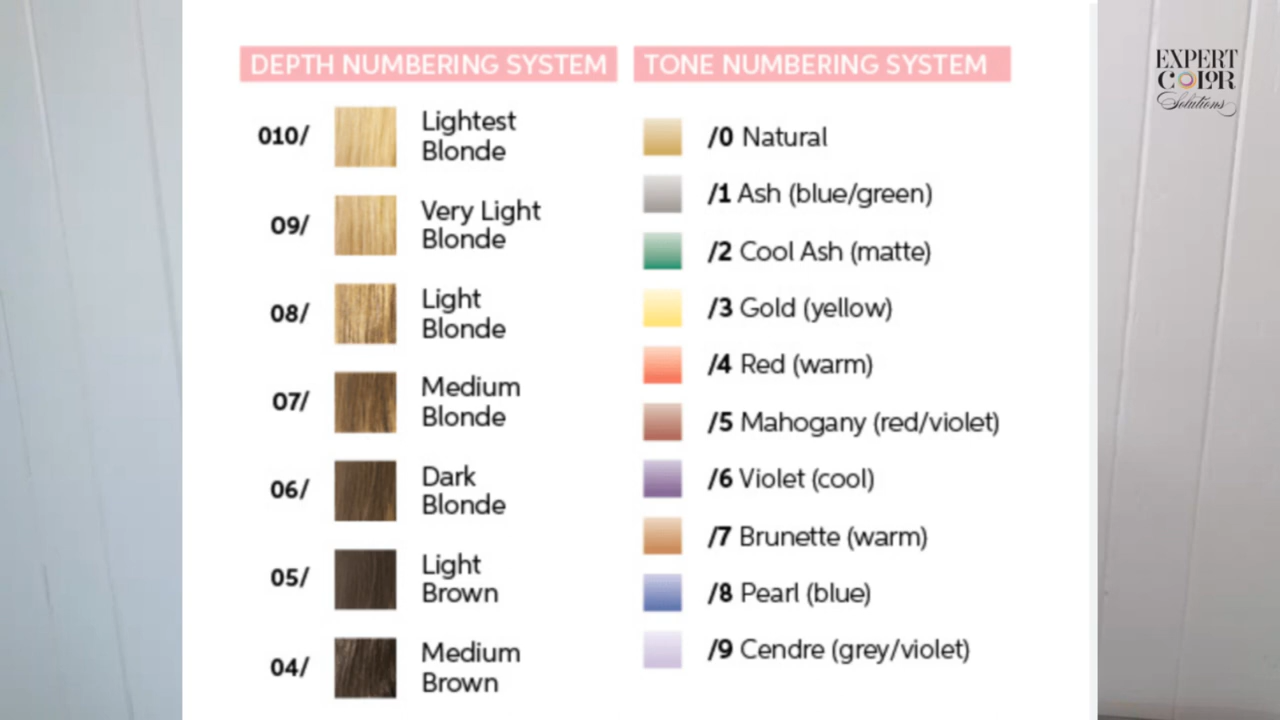 DEPTH NUMBERING SYSTEM
010/ Lightest
Blonde
09/ Very Light
Blonde
08/ Light
Blonde
07/ Medium
Blonde
06/ Dark
Blonde
05/ Light
Brown
04/ Medium
Brown
TONE NUMBERING SYSTEM
/0 Natural
/1 Ash (blue/green)
/2 Cool Ash (matte)
/3 Gold (yellow)
/4 Red (warm)
/5 Mahogany (red/violet)
/6 Violet (cool)
/7 Brunette (warm)
/8 Pearl (blue)
/9 Cendre (grey/violet)
EXPERT
COLOR
Solutions